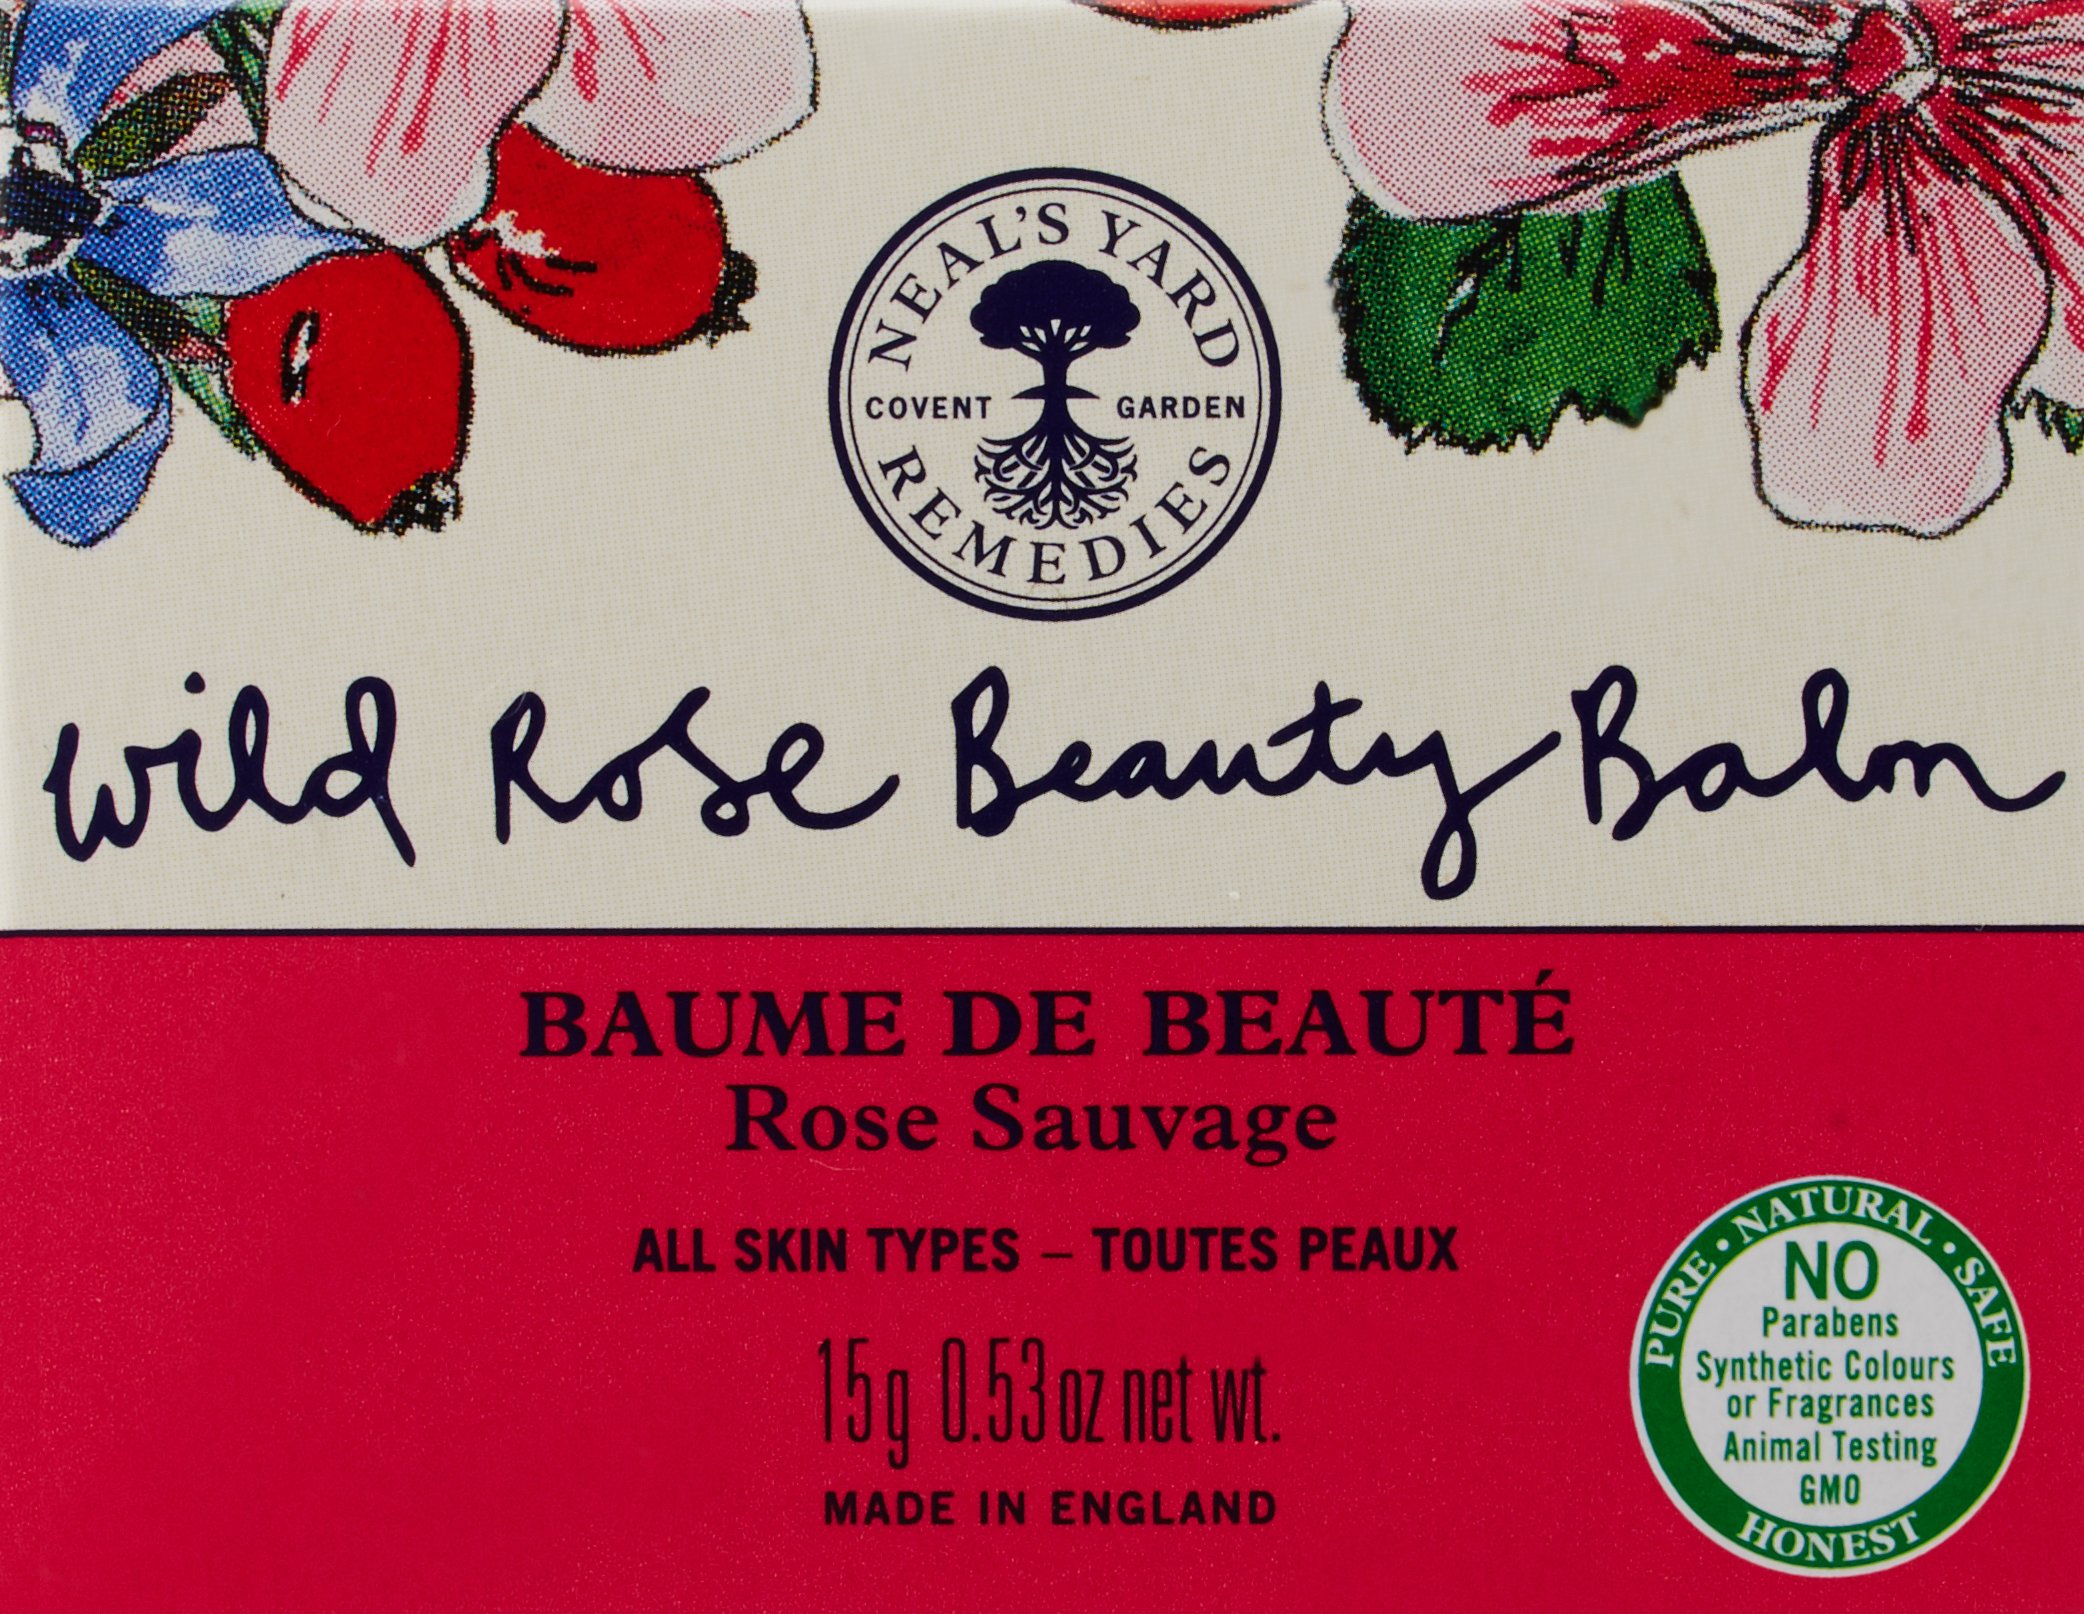 NEAL'S YARD
COVENT GARDEN
REMEDIES
Wild Rose Beauty Balm
BAUME DE BEAUTÉ
Rose Sauvage
ALL SKIN TYPES – TOUTES PEAUX
15g 0.53oz net wt.
MADE IN ENGLAND
PURE • NATURAL • SAFE
NO
Parabens
Synthetic Colours
or Fragrances
Animal Testing
GMO
HONEST